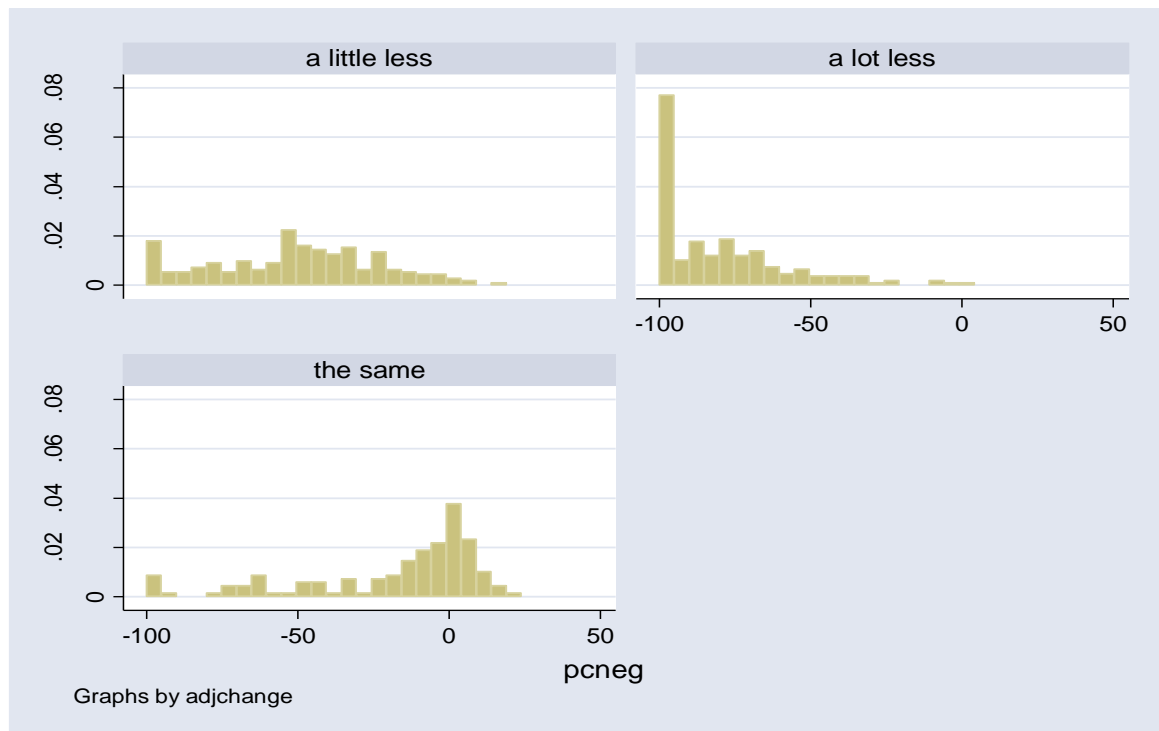 a little less
a lot less
.08
.06
.04
.02
0
-100 -50 0 50
the same
.08
.06
.04
.02
0
-100 -50 0 50
pcneg
Graphs by adjchange